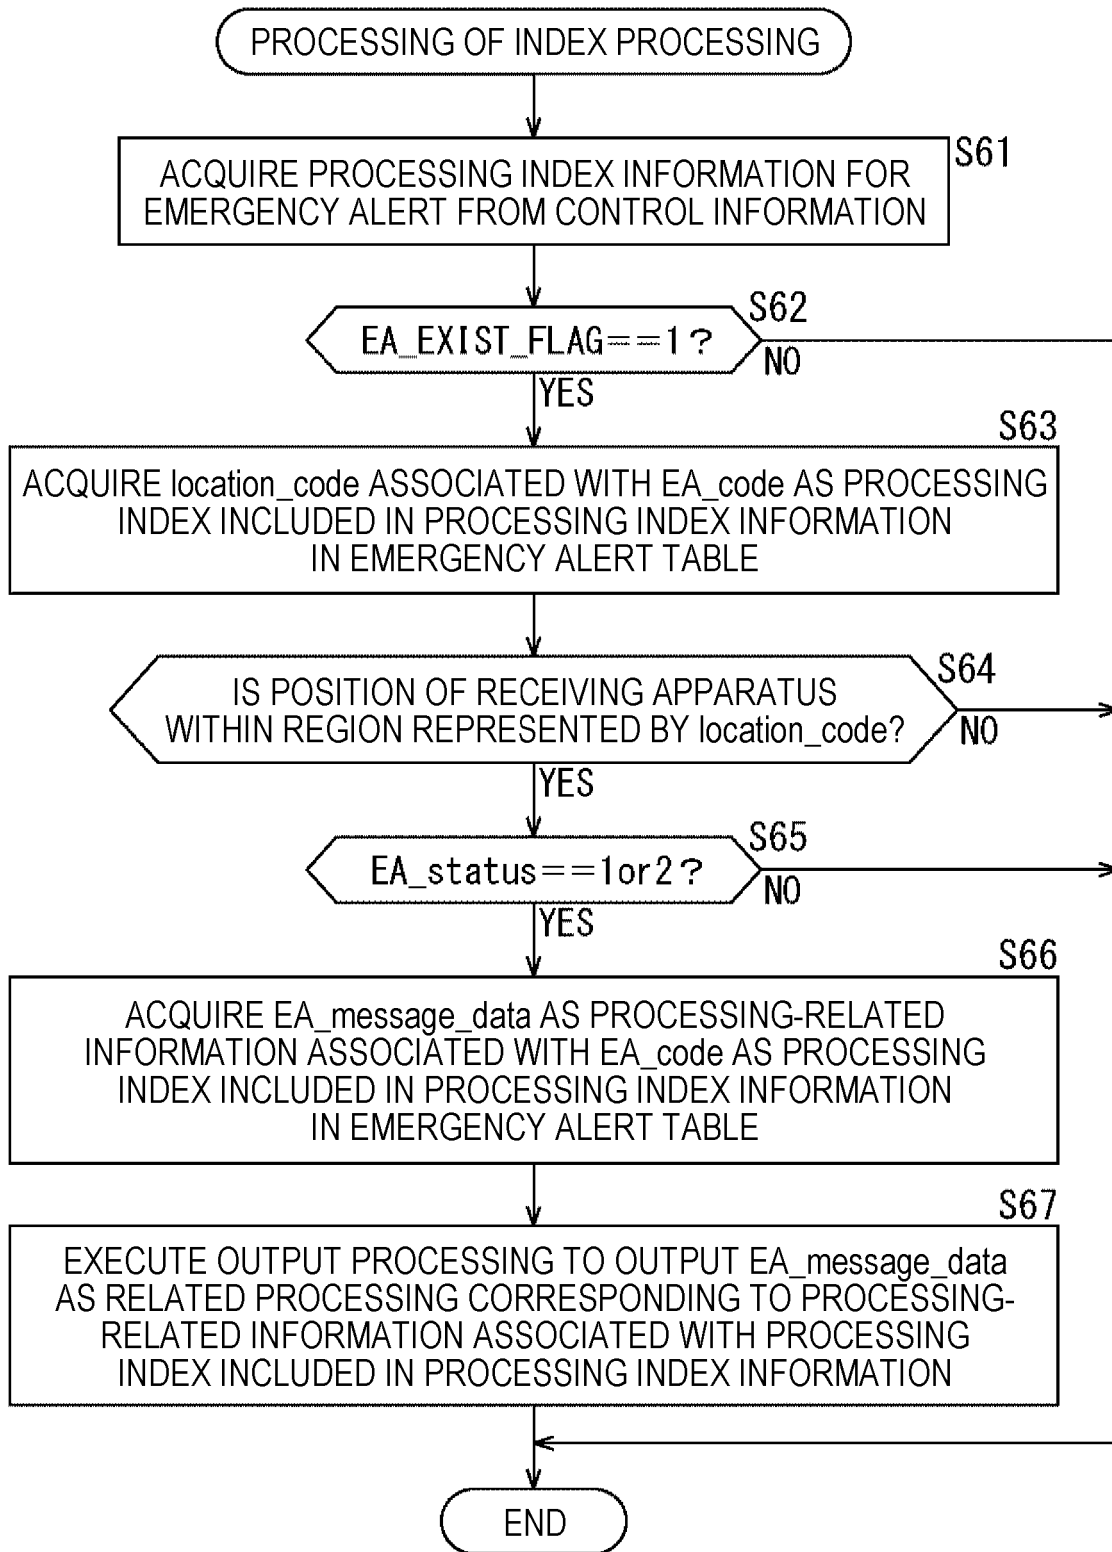 PROCESSING OF INDEX PROCESSING
S61
ACQUIRE PROCESSING INDEX INFORMATION FOR
EMERGENCY ALERT FROM CONTROL INFORMATION
S62
EA_EXIST_FLAG==1?
NO
YES
S63
ACQUIRE location_code ASSOCIATED WITH EA_code AS PROCESSING
INDEX INCLUDED IN PROCESSING INDEX INFORMATION
IN EMERGENCY ALERT TABLE
S64
IS POSITION OF RECEIVING APPARATUS
WITHIN REGION REPRESENTED BY location_code?
NO
YES
S65
EA_status==1or2?
NO
YES
S66
ACQUIRE EA_message_data AS PROCESSING-RELATED
INFORMATION ASSOCIATED WITH EA_code AS PROCESSING
INDEX INCLUDED IN PROCESSING INDEX INFORMATION
IN EMERGENCY ALERT TABLE
S67
EXECUTE OUTPUT PROCESSING TO OUTPUT EA_message_data
AS RELATED PROCESSING CORRESPONDING TO PROCESSING-
RELATED INFORMATION ASSOCIATED WITH PROCESSING
INDEX INCLUDED IN PROCESSING INDEX INFORMATION
END